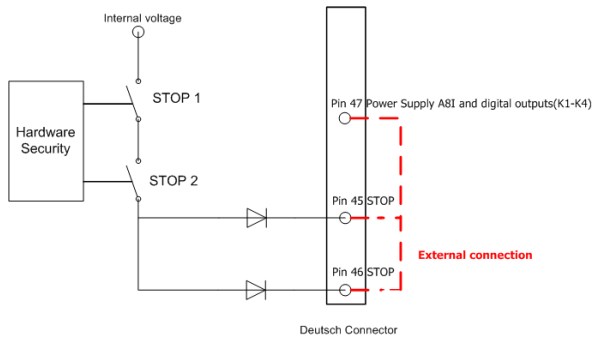 Internal voltage
STOP 1
Pin 47 Power Supply A8I and digital outputs(K1-K4)
Hardware
Security
STOP 2
Pin 45 STOP
External connection
Pin 46 STOP
Deutsch Connector